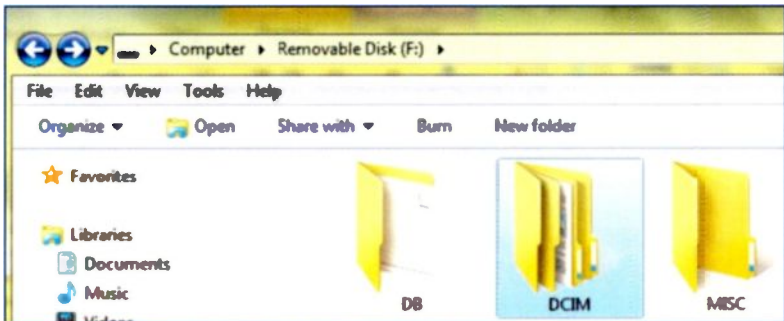 Computer Removable Disk (F:)
File Edit View Tools Help
Organize Open Share with Burn New folder
Favorites
Libraries
Documents
Music
Videos
DB DCIM MISC